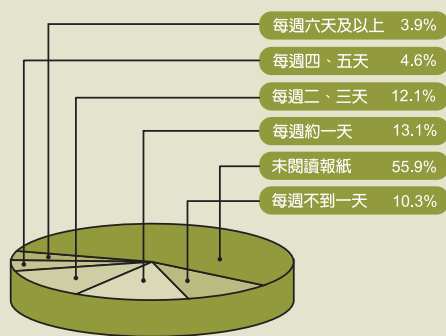 每週六天及以上 3.9%
每週四、五天 4.6%
每週二、三天 12.1%
每週約一天 13.1%
未閱讀報紙 55.9%
每週不到一天 10.3%